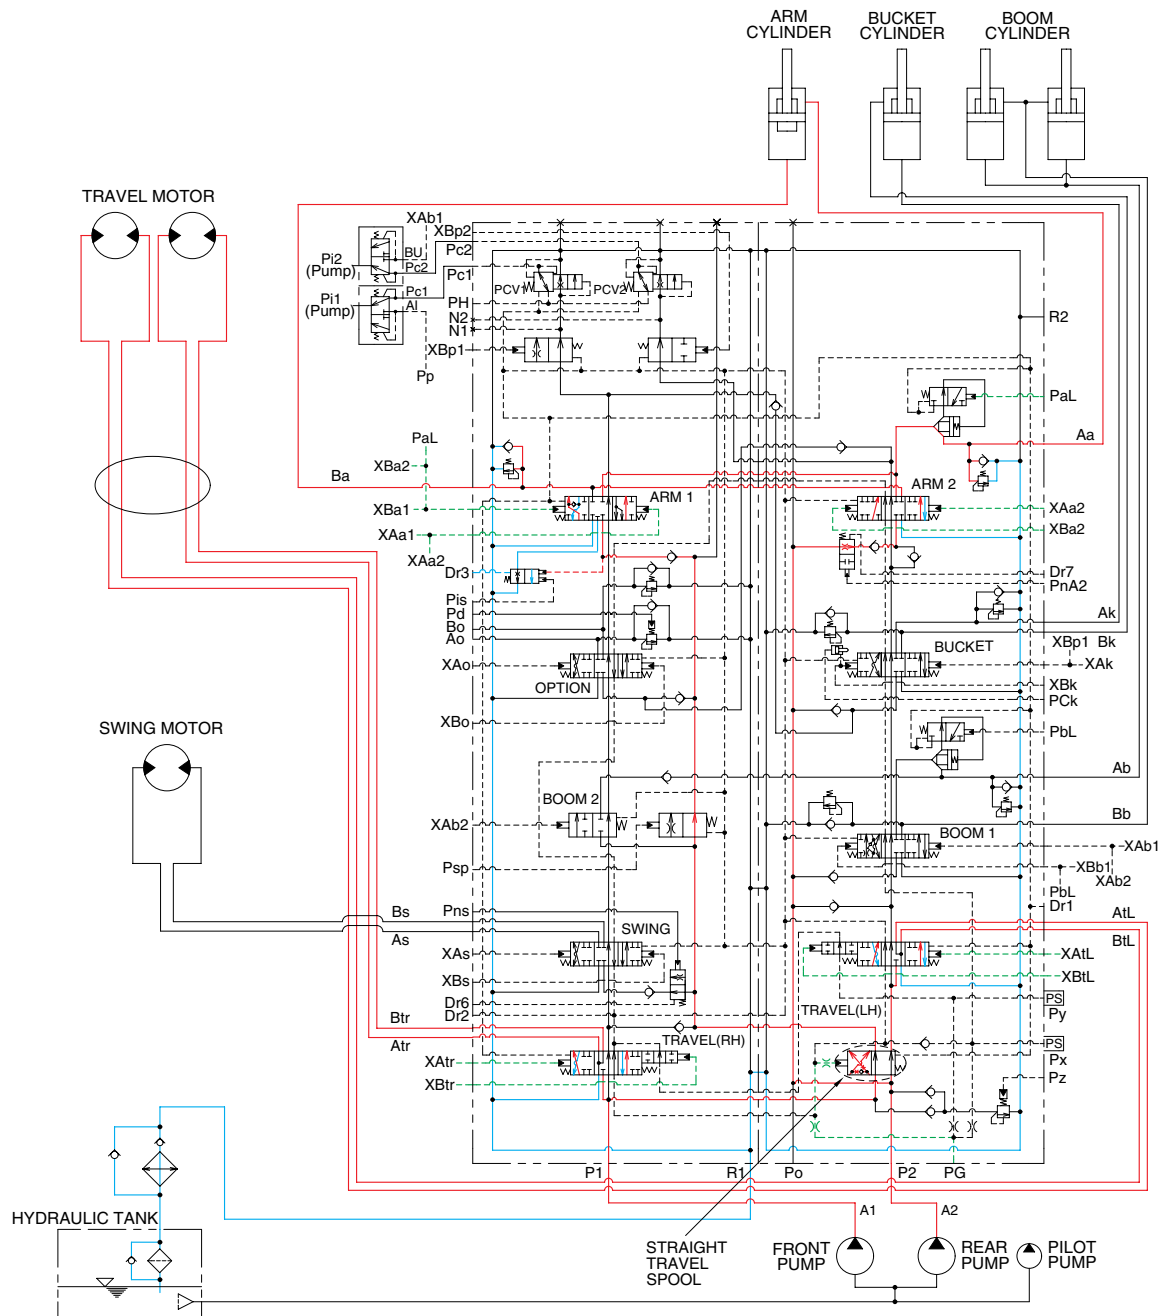 ARM
CYLINDER
BUCKET
CYLINDER
BOOM
CYLINDER
TRAVEL MOTOR
XAb1
XBp2
Pc2
Pc1
BU
Pc2
Pi2
(Pump)
Pc1
AI
Pi1
(Pump)
Pp
PCV1
PCV2
PH
N2
N1
XBp1
R2
PaL
Aa
PaL
XBa2
Ba
XBa1
XAa1
XAa2
ARM 1
ARM 2
XAa2
XBa2
Dr3
Pis
Pd
Bo
Ao
Dr7
PnA2
Ak
XAo
OPTION
XBo
BUCKET
XBp1
Bk
XAk
XBk
PCk
PbL
SWING MOTOR
Ab
BOOM 2
XAb2
Psp
Bb
BOOM 1
XAb1
XBb1
XAb2
PbL
Dr1
Bs
As
Pns
SWING
XAs
XBs
Dr6
Dr2
AtL
BtL
XAtL
XBtL
PS
Py
TRAVEL(LH)
Btr
Atr
TRAVEL(RH)
XAtr
XBtr
PS
Px
Pz
P1
R1
Po
P2
PG
HYDRAULIC TANK
A1
A2
STRAIGHT
TRAVEL
SPOOL
FRONT
PUMP
REAR
PUMP
PILOT
PUMP